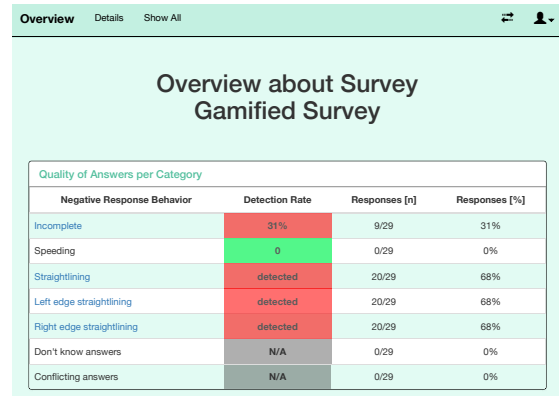 Overview Details Show All
Overview about Survey
Gamified Survey
Quality of Answers per Category
Negative Response Behavior Detection Rate Responses [n] Responses [%]
Incomplete 31% 9/29 31%
Speeding 0 0/29 0%
Straightlining detected 20/29 68%
Left edge straightlining detected 20/29 68%
Right edge straightlining detected 20/29 68%
Don't know answers N/A 0/29 0%
Conflicting answers N/A 0/29 0%